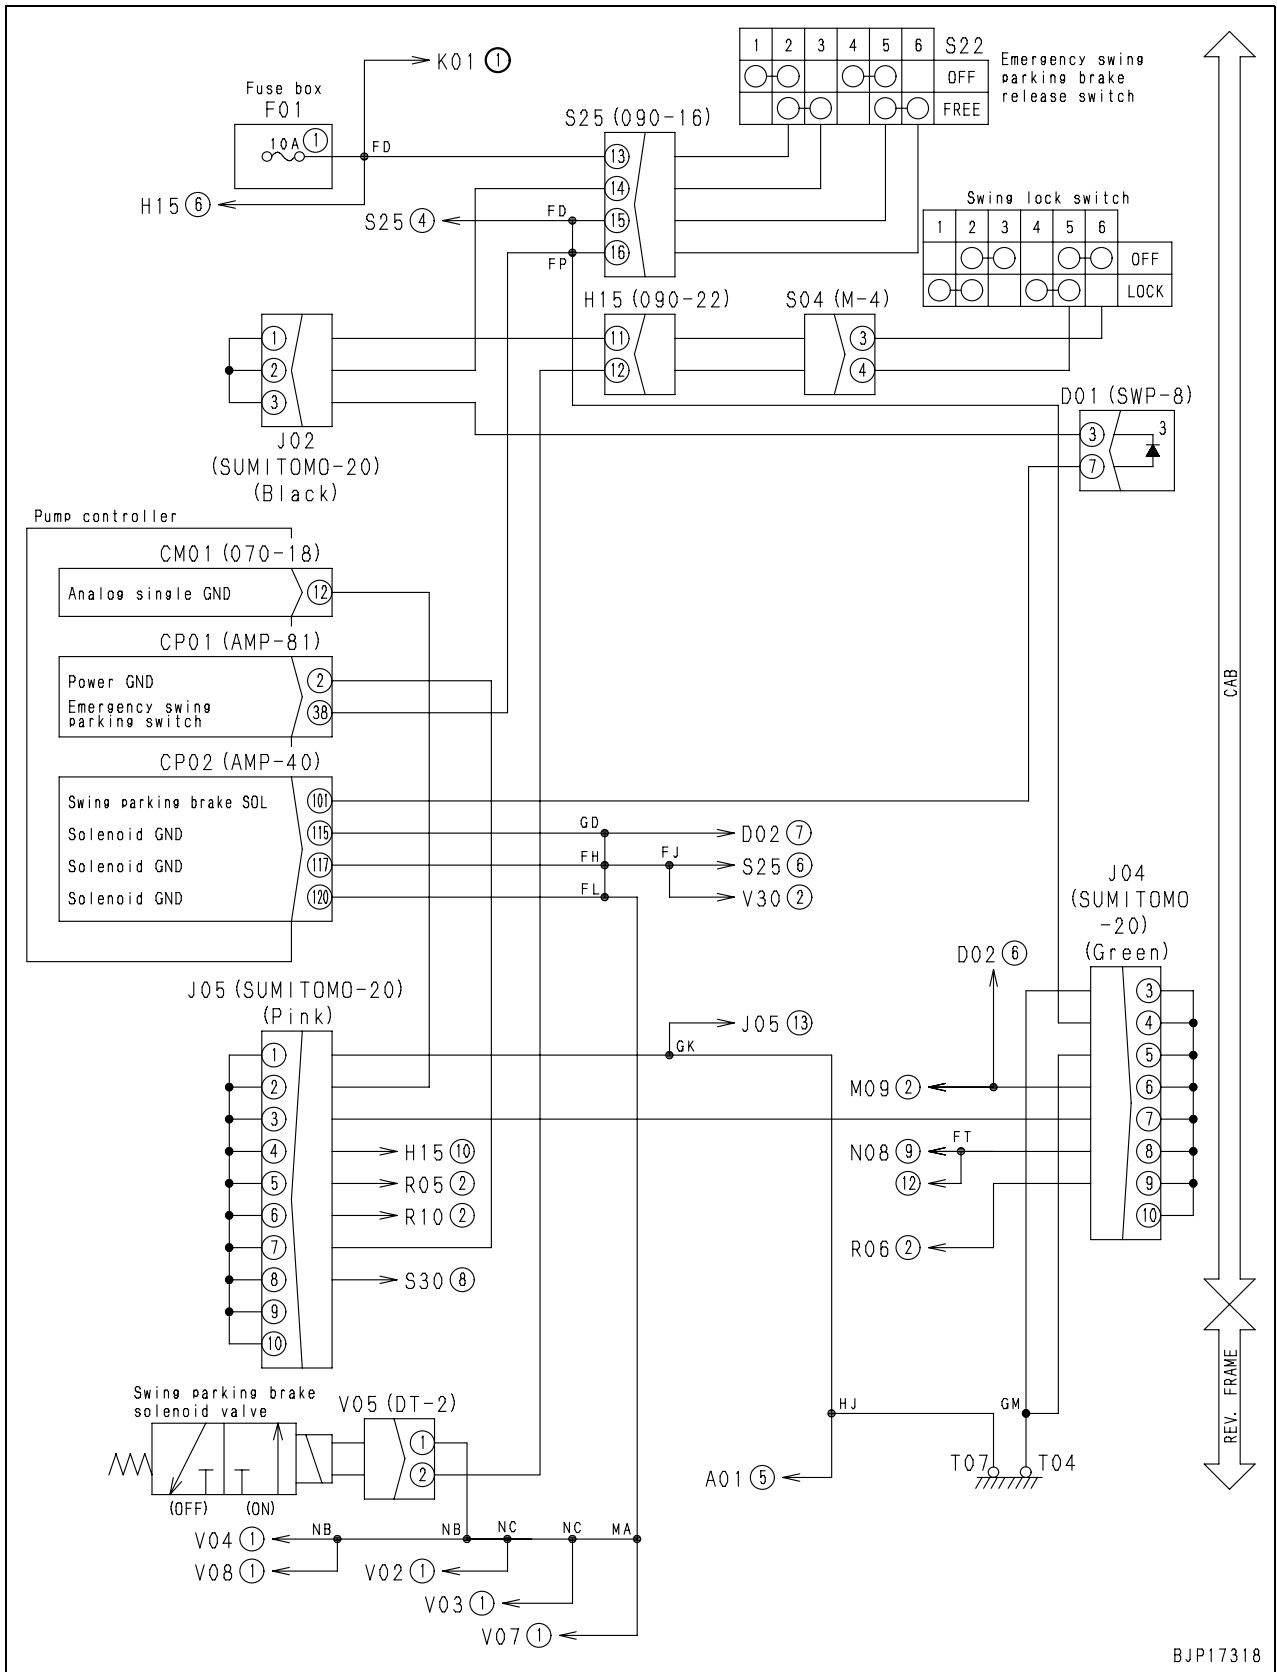 K01 1
Fuse box
F01
10A 1
FD
H15 6
S25 (090-16)
13
14
15
16
S25 4
FD
FP
1 2 3 4 5 6 S22
OFF
FREE
Emergency swing
parking brake
release switch
Swing lock switch
1 2 3 4 5 6
OFF
LOCK
H15 (090-22)
11
12
S04 (M-4)
3
4
1
2
3
J02
(SUMITOMO-20)
(Black)
D01 (SWP-8)
3 3
7
Pump controller
CM01 (070-18)
Analog single GND 12
CP01 (AMP-81)
Power GND 2
Emergency swing
parking switch 38
CP02 (AMP-40)
Swing parking brake SOL 101
Solenoid GND 115
Solenoid GND 117
Solenoid GND 120
GD
FH
FL
FJ
D02 7
S25 6
V30 2
CAB
J04
(SUMITOMO
-20)
(Green)
3
4
5
6
7
8
9
10
D02 6
M09 2
N08 9
FT
12
R06 2
J05 (SUMITOMO-20)
(Pink)
1
2
3
4
5
6
7
8
9
10
J05 13
GK
H15 10
R05 2
R10 2
S30 8
REV. FRAME
Swing parking brake
solenoid valve
(OFF) (ON)
V05 (DT-2)
1
2
HJ
GM
A01 5
T07 T04
V04 1
NB NB NC NC MA
V08 1
V02 1
V03 1
V07 1
BJP17318